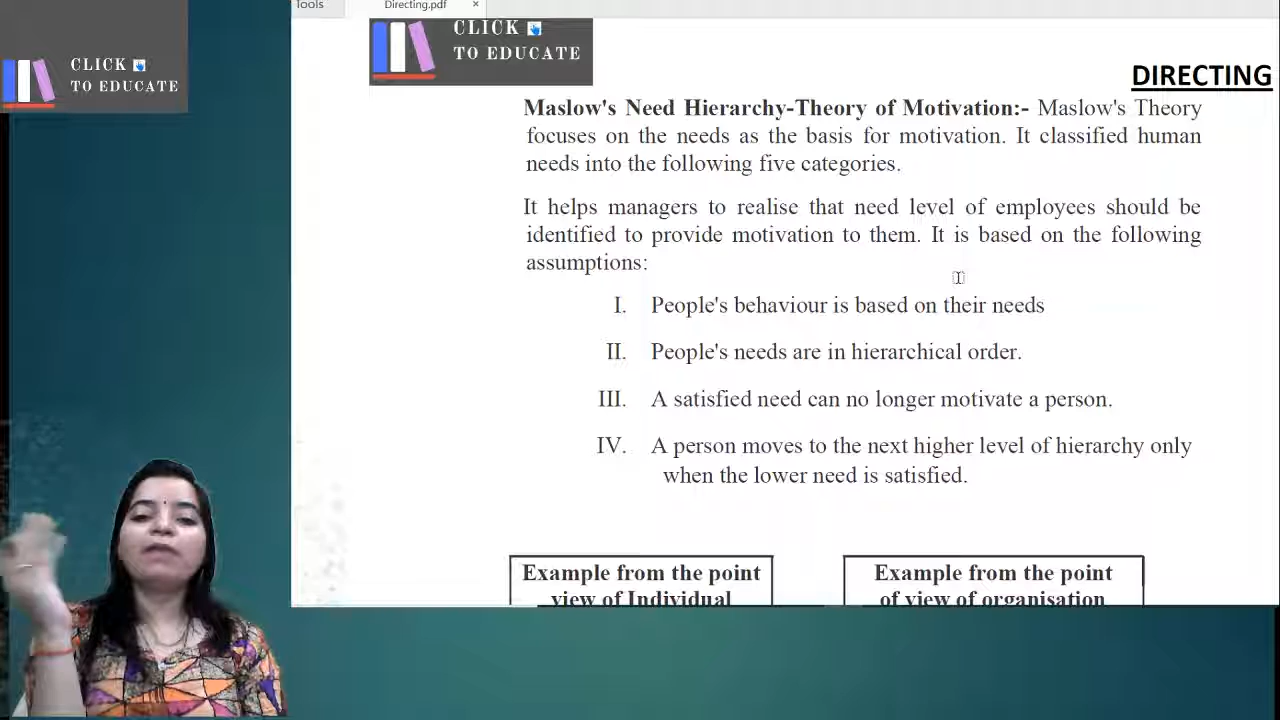 Tools
Directing.pdf
×
CLICK
TO EDUCATE
CLICK
TO EDUCATE
DIRECTING
Maslow's Need Hierarchy-Theory of Motivation:- Maslow's Theory
focuses on the needs as the basis for motivation. It classified human
needs into the following five categories.
It helps managers to realise that need level of employees should be
identified to provide motivation to them. It is based on the following
assumptions:
I. People's behaviour is based on their needs
II. People's needs are in hierarchical order.
III. A satisfied need can no longer motivate a person.
IV. A person moves to the next higher level of hierarchy only
when the lower need is satisfied.
Example from the point
view of Individual
Example from the point
of view of organisation